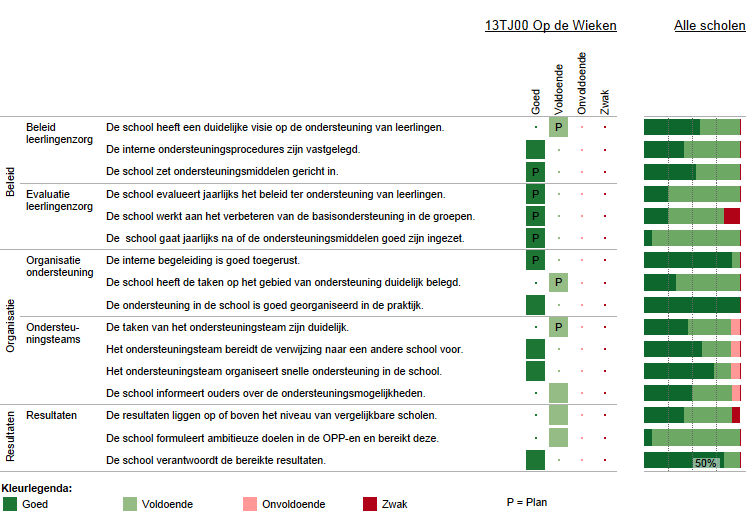 13TJ00 Op de Wieken
Alle scholen
Goed
Voldoende
Onvoldoende
Zwak
Beleid
Beleid leerlingenzorg
De school heeft een duidelijke visie op de ondersteuning van leerlingen.
P
De interne ondersteuningsprocedures zijn vastgelegd.
De school zet ondersteuningsmiddelen gericht in.
P
Evaluatie leerlingenzorg
De school evalueert jaarlijks het beleid ter ondersteuning van leerlingen.
P
De school werkt aan het verbeteren van de basisondersteuning in de groepen.
P
De school gaat jaarlijks na of de ondersteuningsmiddelen goed zijn ingezet.
P
Organisatie
Organisatie ondersteuning
De interne begeleiding is goed toegerust.
P
De school heeft de taken op het gebied van ondersteuning duidelijk belegd.
P
De ondersteuning in de school is goed georganiseerd in de praktijk.
Ondersteu-
ningsteams
De taken van het ondersteuningsteam zijn duidelijk.
P
Het ondersteuningsteam bereidt de verwijzing naar een andere school voor.
Het ondersteuningsteam organiseert snelle ondersteuning in de school.
De school informeert ouders over de ondersteuningsmogelijkheden.
Resultaten
Resultaten
De resultaten liggen op of boven het niveau van vergelijkbare scholen.
De school formuleert ambitieuze doelen in de OPP-en en bereikt deze.
De school verantwoordt de bereikte resultaten.
50%
Kleurlegenda:
Goed
Voldoende
Onvoldoende
Zwak
P = Plan